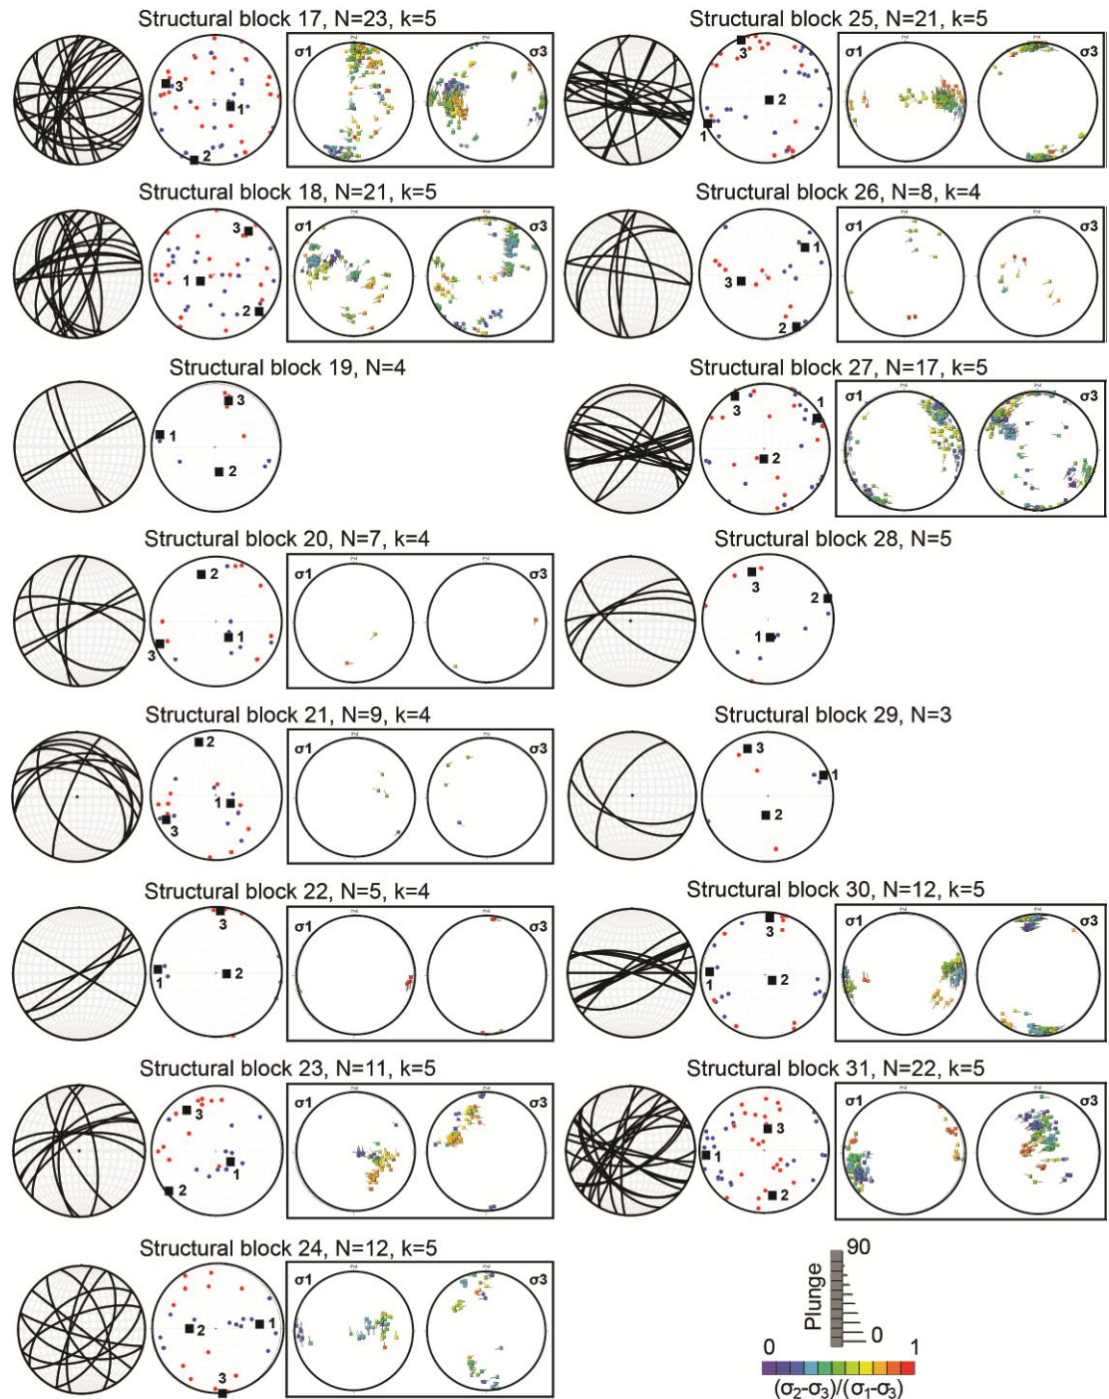 Structural block 17, N=23, k=5
3
1
2
σ1
σ3
Structural block 18, N=21, k=5
3
1
2
σ1
σ3
Structural block 19, N=4
3
1
2
Structural block 20, N=7, k=4
2
1
3
σ1
σ3
Structural block 21, N=9, k=4
2
1
3
σ1
σ3
Structural block 22, N=5, k=4
3
1
2
σ1
σ3
Structural block 23, N=11, k=5
3
1
2
σ1
σ3
Structural block 24, N=12, k=5
2
1
3
σ1
σ3
Structural block 25, N=21, k=5
3
2
1
σ1
σ3
Structural block 26, N=8, k=4
1
3
2
σ1
σ3
Structural block 27, N=17, k=5
3
1
2
σ1
σ3
Structural block 28, N=5
3
2
1
Structural block 29, N=3
3
1
2
Structural block 30, N=12, k=5
3
1
2
σ1
σ3
Structural block 31, N=22, k=5
3
1
2
σ1
σ3
90
Plunge
0
0 1
(σ2-σ3)/(σ1-σ3)